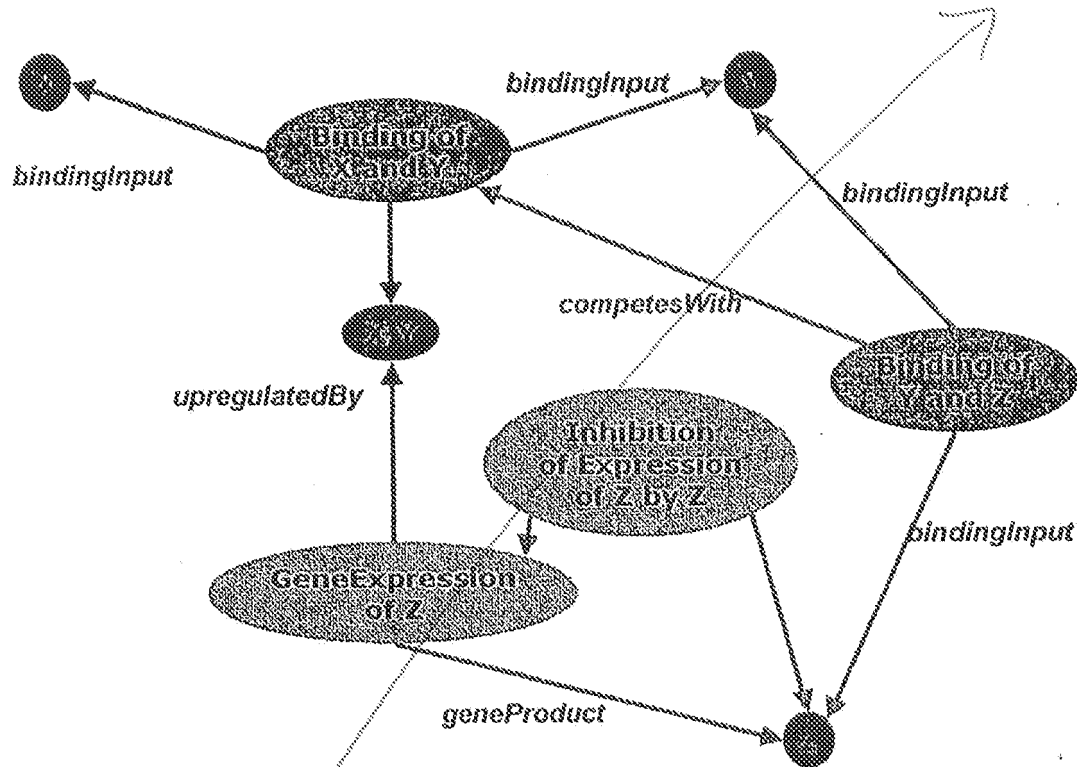 bindingInput
Binding of
X and Y
bindingInput
bindingInput
competesWith
Binding of
Y and Z
upregulatedBy
Inhibition
of Expression
of Z by Z
bindingInput
GeneExpression
of Z
geneProduct